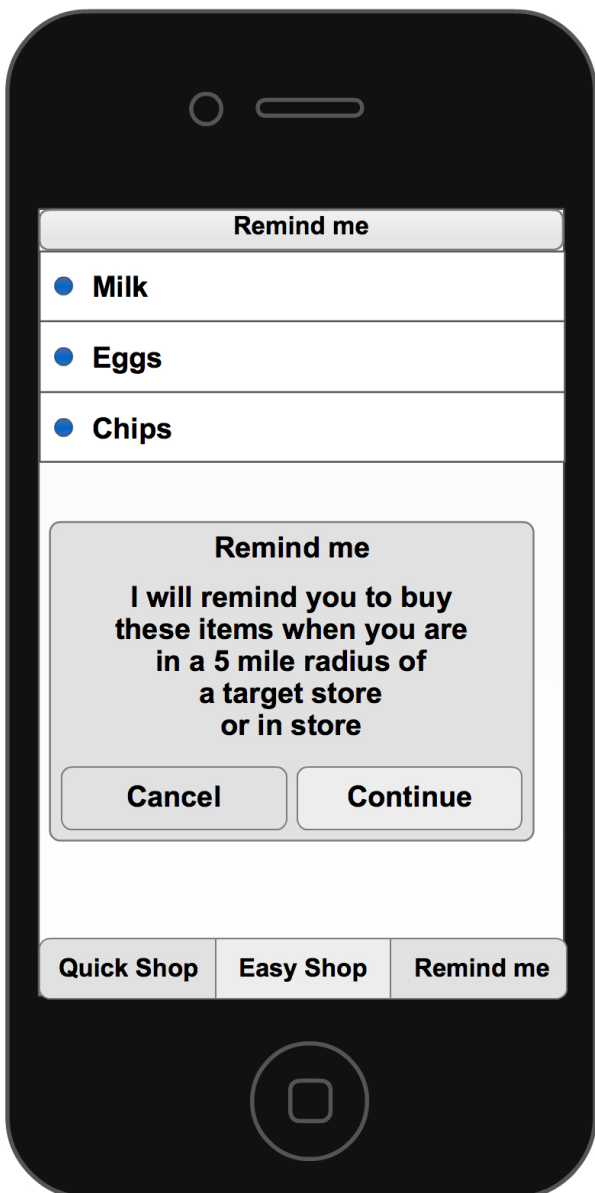 Remind me
Milk
Eggs
Chips
Remind me
I will remind you to buy
these items when you are
in a 5 mile radius of
a target store
or in store
Cancel Continue
Quick Shop Easy Shop Remind me